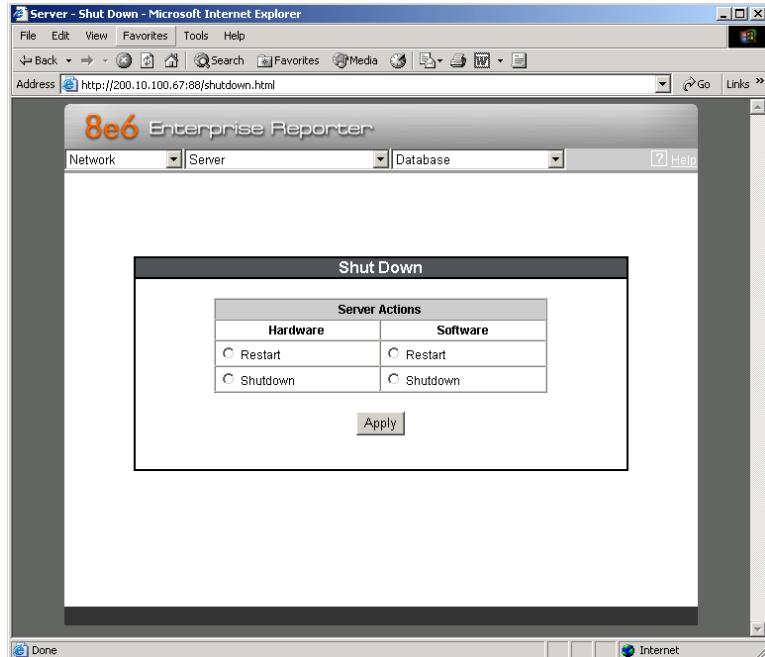 Server - Shut Down - Microsoft Internet Explorer
File Edit View Favorites Tools Help
Back Search Favorites Media W
Address http://200.10.100.67:88/shutdown.html Go Links »
8e6 Enterprise Reporter
Network Server Database ? Help
Shut Down
Server Actions
Hardware Software
Restart Restart
Shutdown Shutdown
Apply
Done Internet